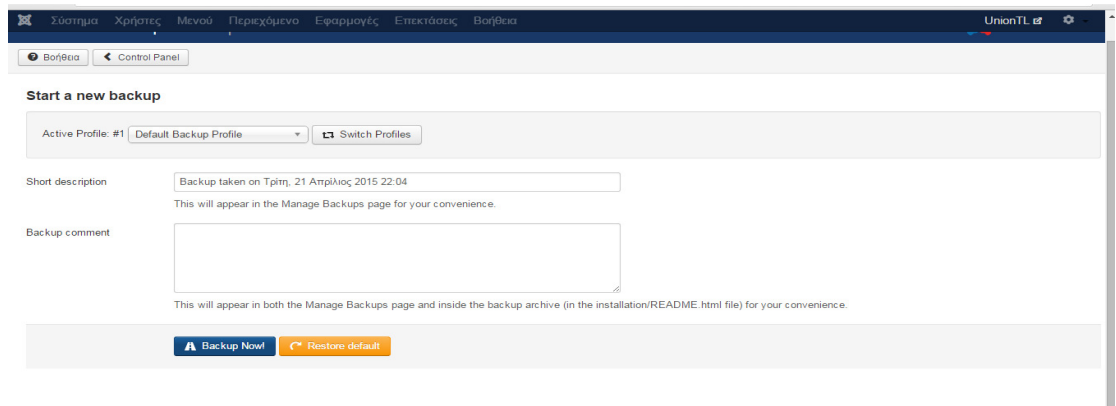 Σύστημα Χρήστες Μενού Περιεχόμενο Εφαρμογές Επεκτάσεις Βοήθεια UnionTL
Βοήθεια Control Panel
Start a new backup
Active Profile: #1 Default Backup Profile Switch Profiles
Short description Backup taken on Τρίτη, 21 Απρίλιος 2015 22:04
This will appear in the Manage Backups page for your convenience.
Backup comment
This will appear in both the Manage Backups page and inside the backup archive (in the installation/README.html file) for your convenience.
Backup Now! Restore default